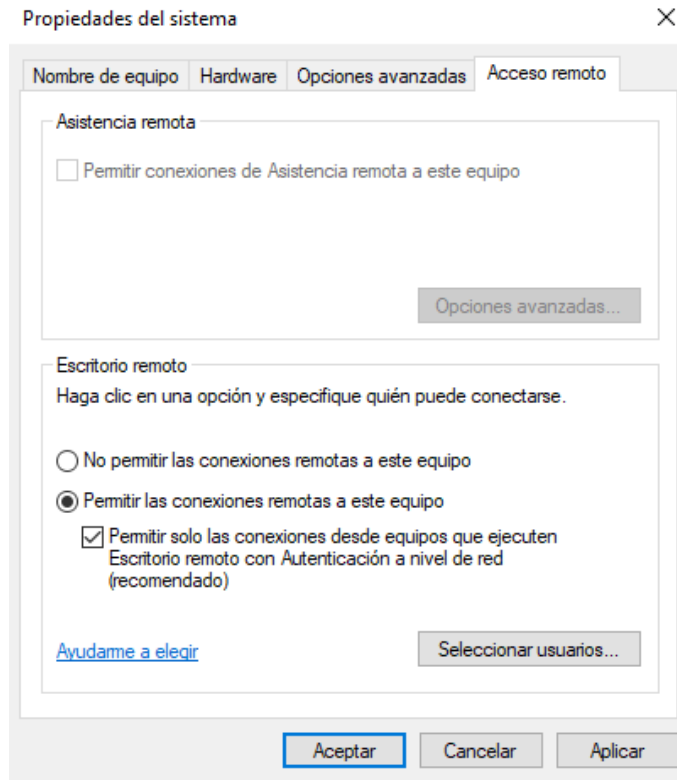 Propiedades del sistema
Nombre de equipo
Hardware
Opciones avanzadas
Acceso remoto
Asistencia remota
Permitir conexiones de Asistencia remota a este equipo
Opciones avanzadas...
Escritorio remoto
Haga clic en una opción y especifique quién puede conectarse.
No permitir las conexiones remotas a este equipo
Permitir las conexiones remotas a este equipo
Permitir solo las conexiones desde equipos que ejecuten
Escritorio remoto con Autenticación a nivel de red
(recomendado)
Ayudarme a elegir
Seleccionar usuarios...
Aceptar
Cancelar
Aplicar